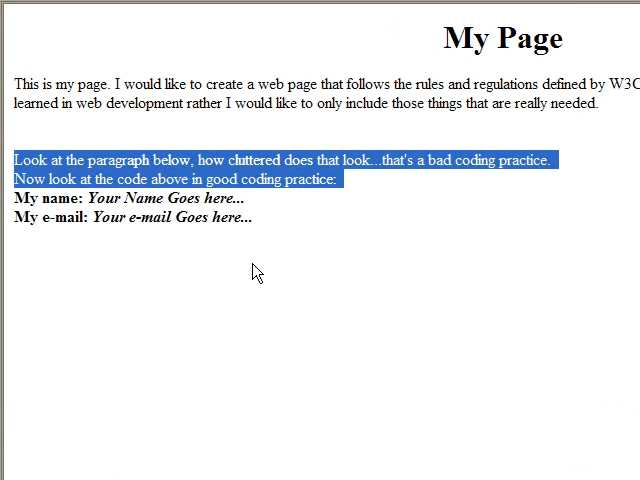 My Page
This is my page. I would like to create a web page that follows the rules and regulations defined by W3C
learned in web development rather I would like to only include those things that are really needed.
Look at the paragraph below, how cluttered does that look...that's a bad coding practice.
Now look at the code above in good coding practice:
My name: Your Name Goes here...
My e-mail: Your e-mail Goes here...